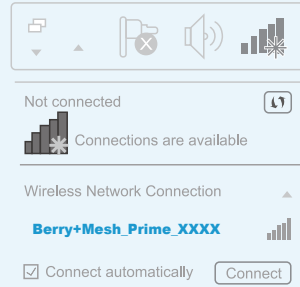 Not connected
Connections are available
Wireless Network Connection
Berry+Mesh_Prime_XXXX
Connect automatically
Connect